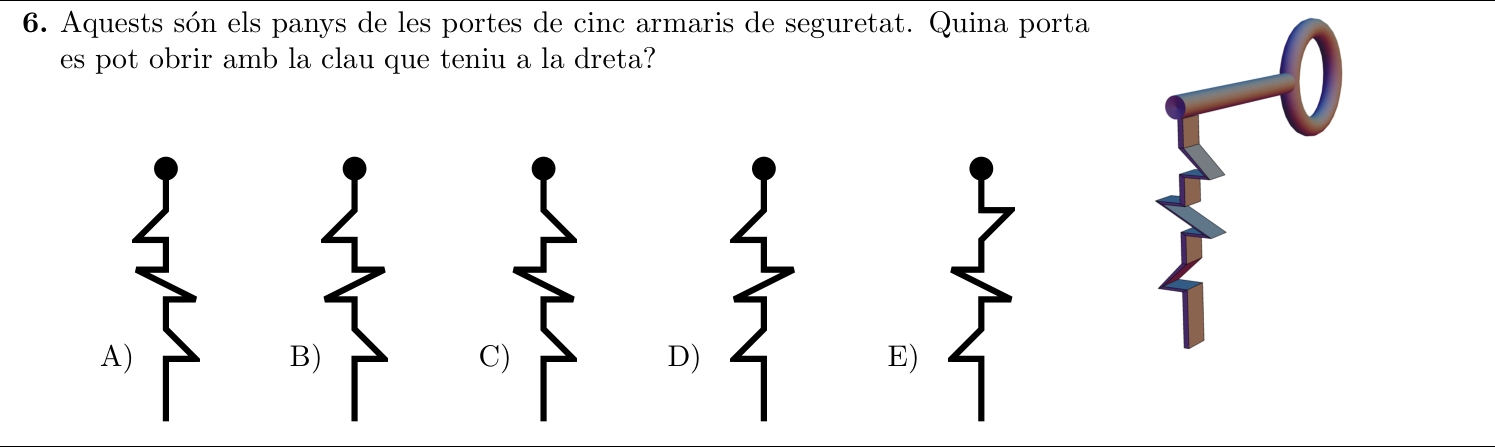 6. Aquests són els panys de les portes de cinc armaris de seguretat. Quina porta
es pot obrir amb la clau que teniu a la dreta?
A) B) C) D) E)